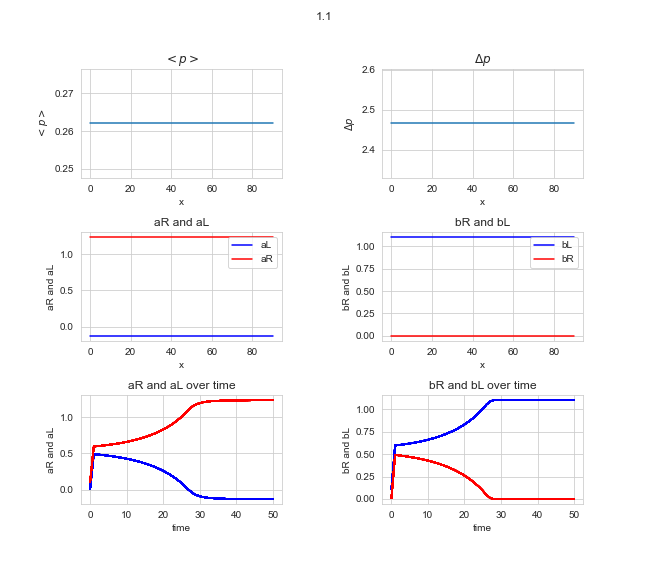 1.1
< p >
Δp
0.27
0.26
0.25
< p >
0 20 40 60 80
x
2.6
2.5
2.4
Δp
0 20 40 60 80
x
aR and aL
1.0
0.5
0.0
aR and aL
aL
aR
0 20 40 60 80
x
bR and bL
1.00
0.75
0.50
0.25
0.00
bR and bL
bL
bR
0 20 40 60 80
x
aR and aL over time
1.0
0.5
0.0
aR and aL
0 10 20 30 40 50
time
bR and bL over time
1.00
0.75
0.50
0.25
0.00
bR and bL
0 10 20 30 40 50
time